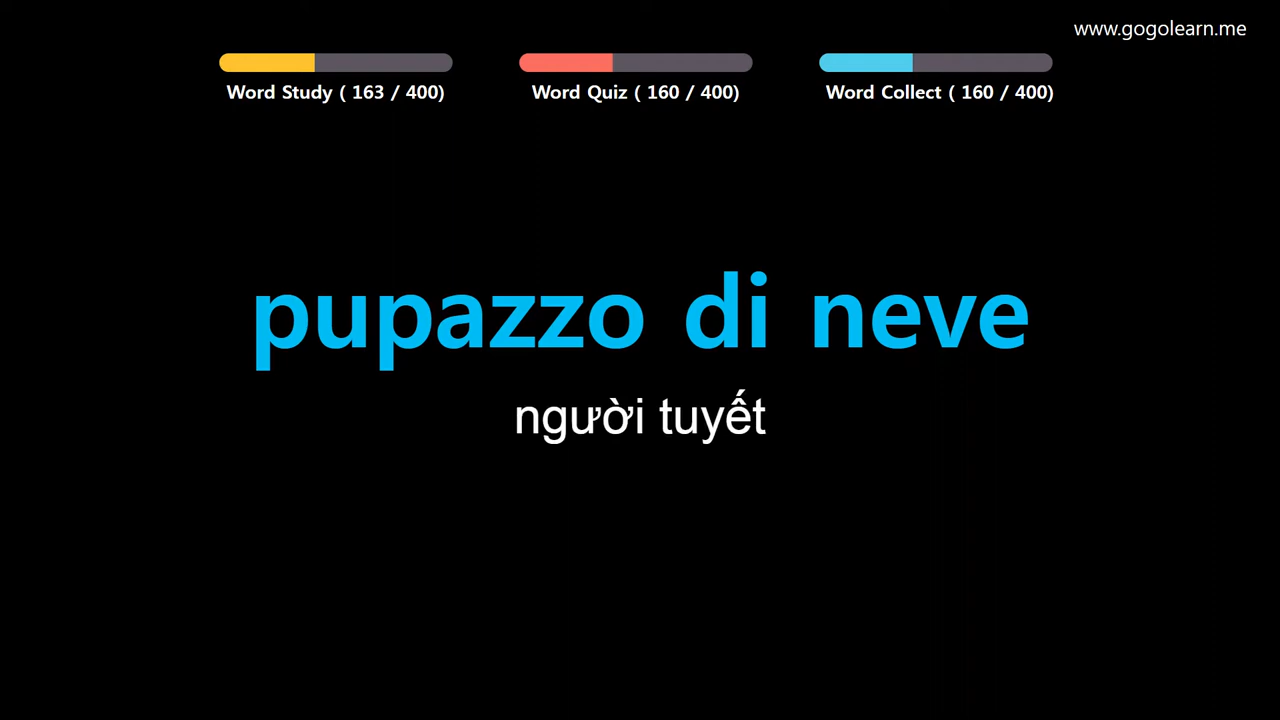 www.gogolearn.me
Word Study ( 163 / 400)
Word Quiz ( 160 / 400)
Word Collect ( 160 / 400)
pupazzo di neve
người tuyết